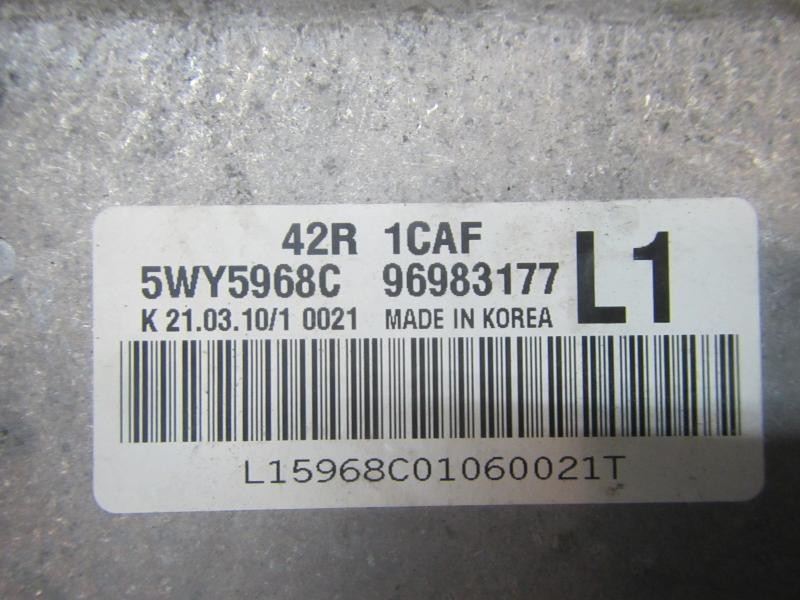 42R 1CAF
5WY5968C 96983177 L1
K 21.03.10/1 0021 MADE IN KOREA
L15968C01060021T